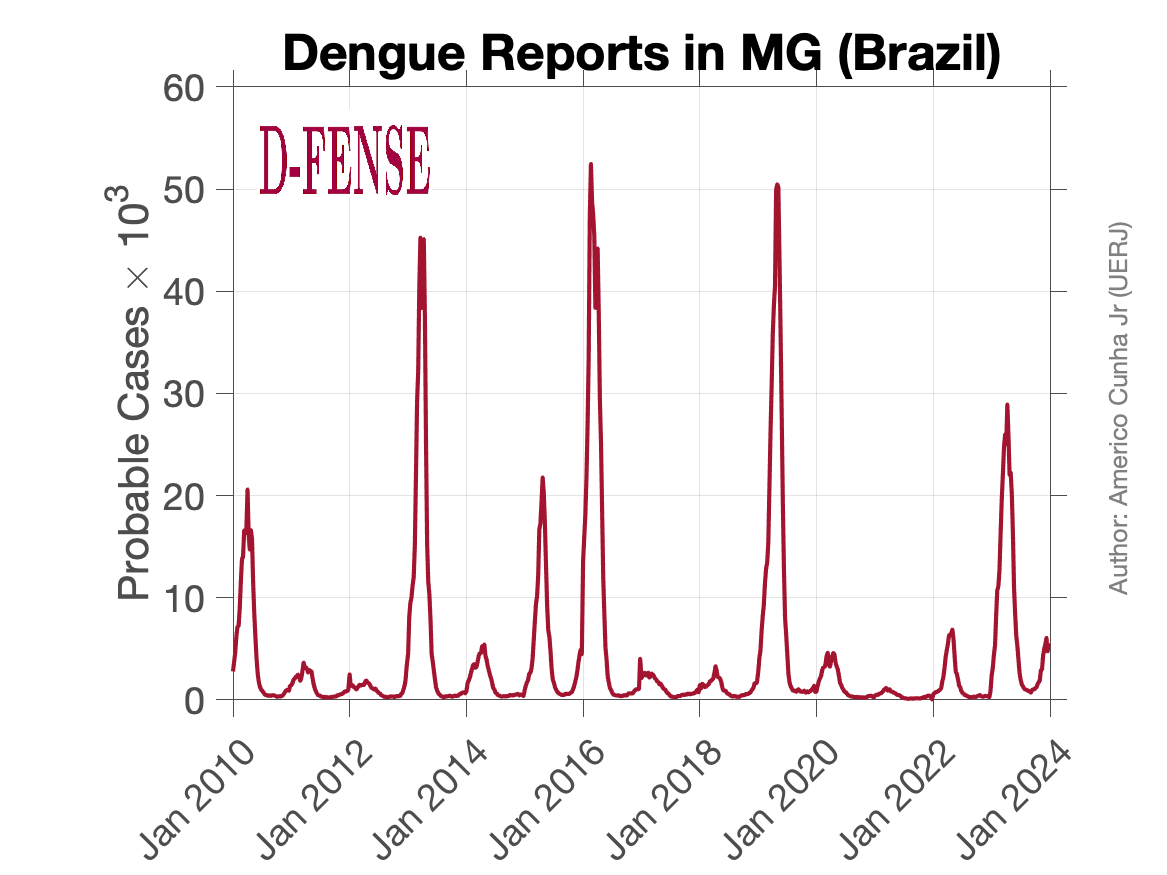 Dengue Reports in MG (Brazil)
D-FENSE
Probable Cases × 10³
60
50
40
30
20
10
0
Jan 2010
Jan 2012
Jan 2014
Jan 2016
Jan 2018
Jan 2020
Jan 2022
Jan 2024
Author: Americo Cunha Jr (UERJ)